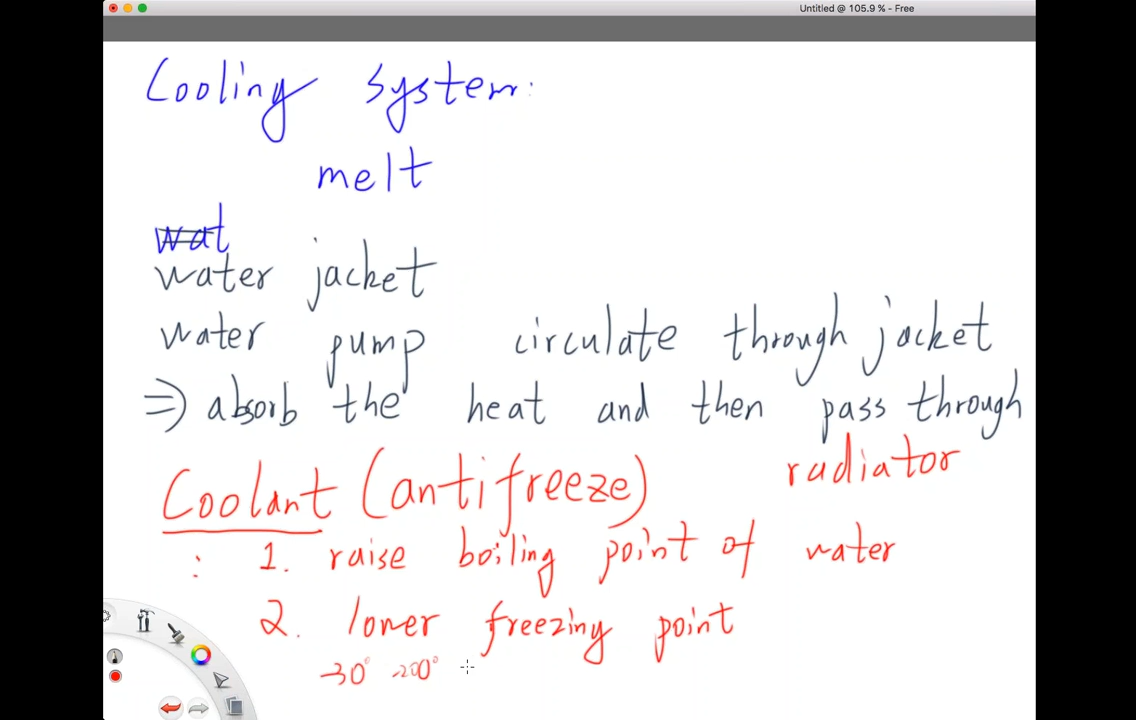 Untitled @ 105.9 % - Free
Cooling system:
melt
wat
water jacket
water pump circulate through jacket
⇒ absorb the heat and then pass through
radiator
Coolant (antifreeze)
: 1. raise boiling point of water
2. lower freezing point
-30° -200°